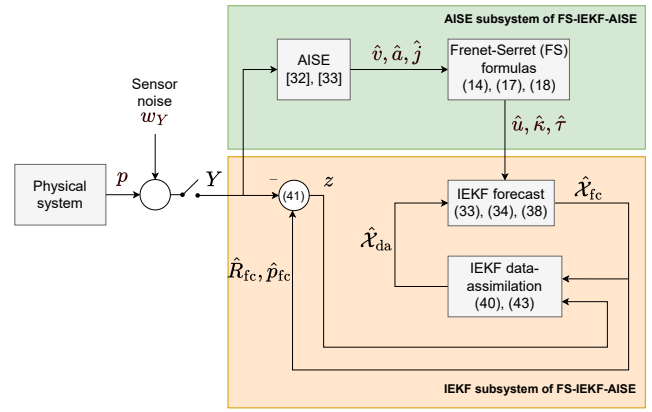 AISE subsystem of FS-IEKF-AISE
AISE
[32], [33]
v̂, â, ĵ
Frenet-Serret (FS)
formulas
(14), (17), (18)
Sensor
noise
w_Y
û, κ̂, τ̂
Physical
system
p
Y
−
(41)
z
IEKF forecast
(33), (34), (38)
𝒳̂_fc
𝒳̂_da
R̂_fc, p̂_fc
IEKF data-
assimilation
(40), (43)
IEKF subsystem of FS-IEKF-AISE